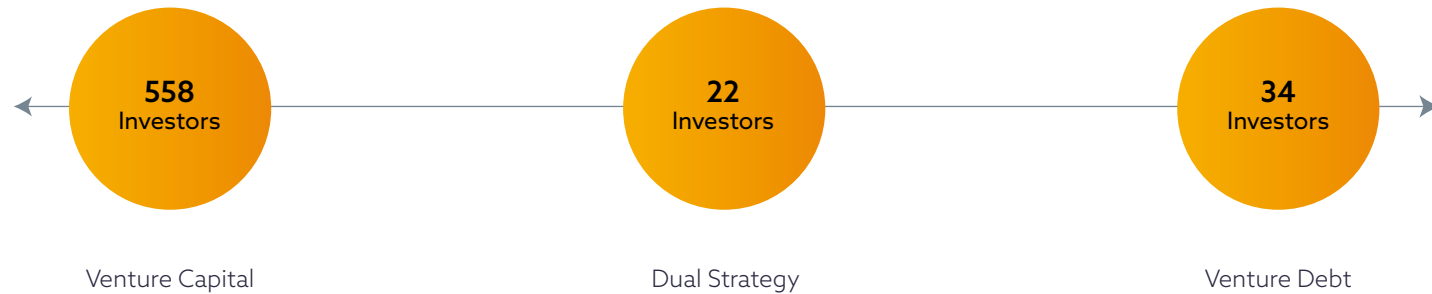 558
Investors
22
Investors
34
Investors
Venture Capital
Dual Strategy
Venture Debt